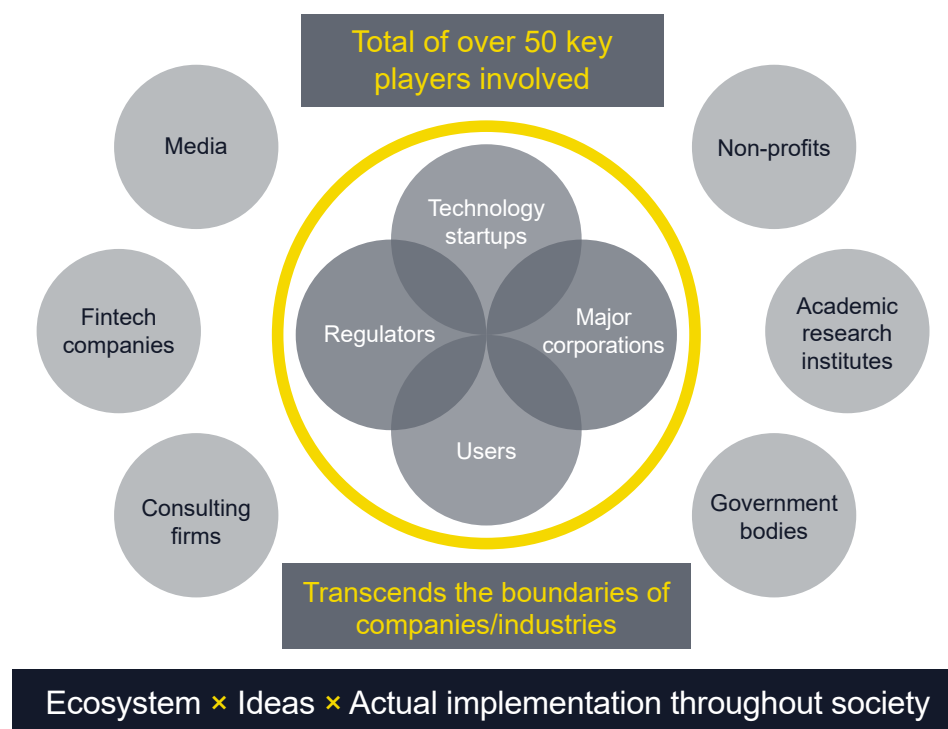 Total of over 50 key
players involved
Media
Non-profits
Technology
startups
Fintech
companies
Regulators
Major
corporations
Academic
research
institutes
Users
Consulting
firms
Government
bodies
Transcends the boundaries of
companies/industries
Ecosystem × Ideas × Actual implementation throughout society